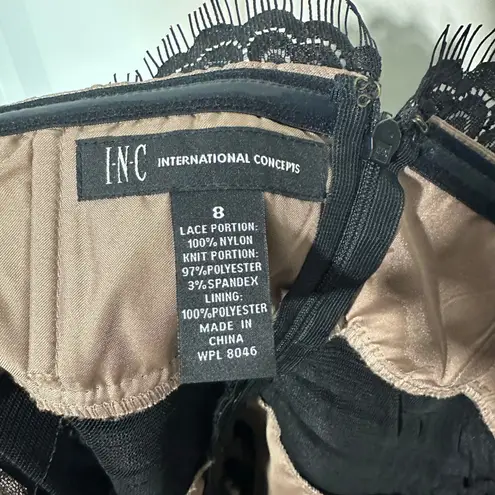 I·N·C INTERNATIONAL CONCEPTS
8
LACE PORTION:
100%NYLON
KNIT PORTION:
97%POLYESTER
3%SPANDEX
LINING:
100%POLYESTER
MADE IN
CHINA
WPL 8046